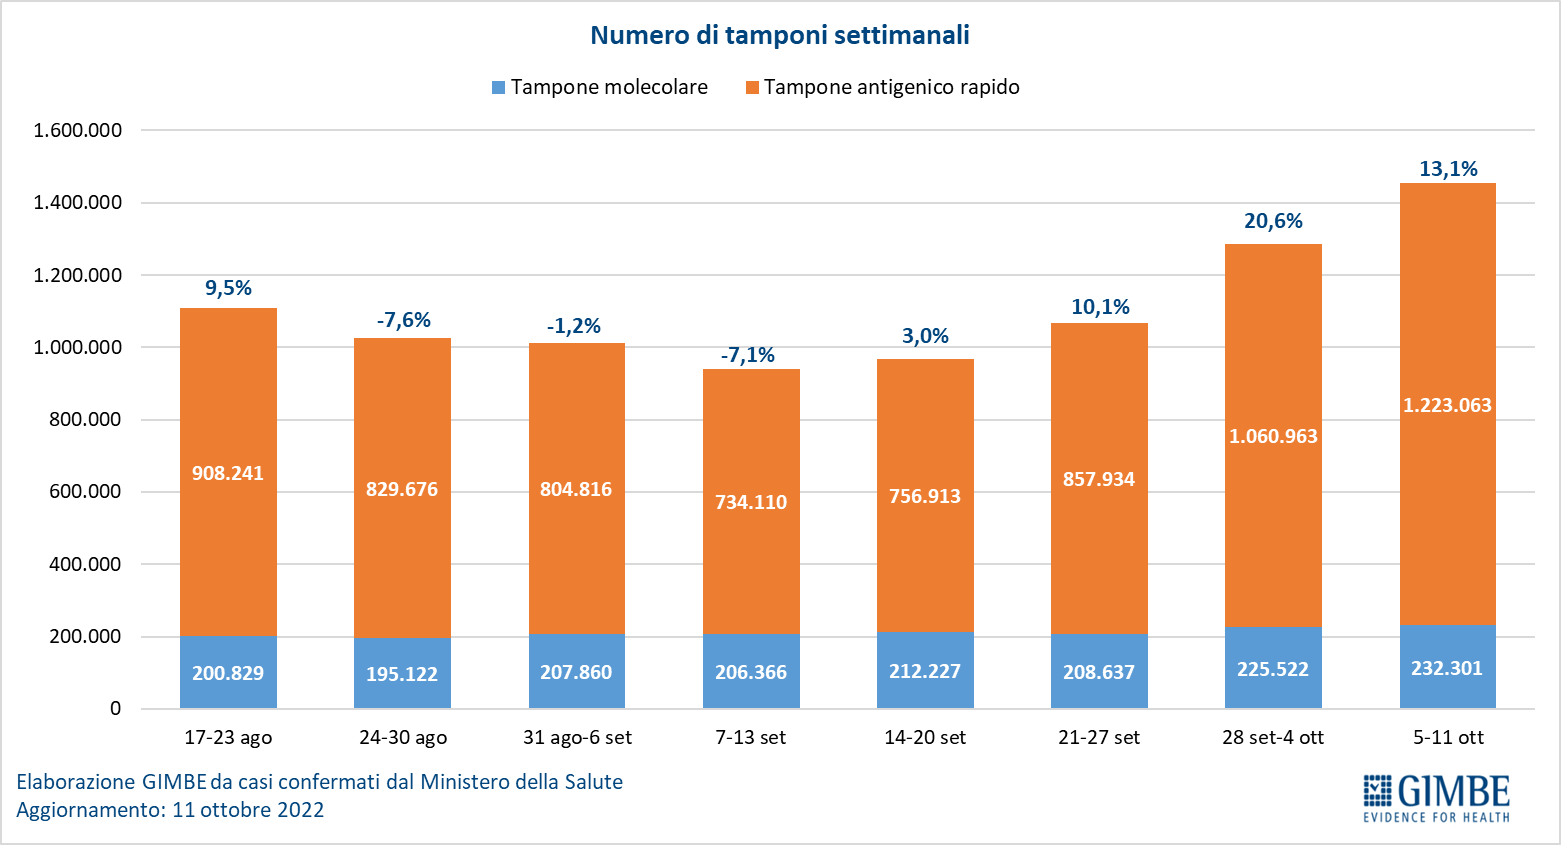 Numero di tamponi settimanali
Tampone molecolare Tampone antigenico rapido
1.600.000
1.400.000
1.200.000
1.000.000
800.000
600.000
400.000
200.000
0
9,5% -7,6% -1,2% -7,1% 3,0% 10,1% 20,6% 13,1%
908.241 829.676 804.816 734.110 756.913 857.934 1.060.963 1.223.063
200.829 195.122 207.860 206.366 212.227 208.637 225.522 232.301
17-23 ago 24-30 ago 31 ago-6 set 7-13 set 14-20 set 21-27 set 28 set-4 ott 5-11 ott
Elaborazione GIMBE da casi confermati dal Ministero della Salute
Aggiornamento: 11 ottobre 2022
GIMBE
EVIDENCE FOR HEALTH